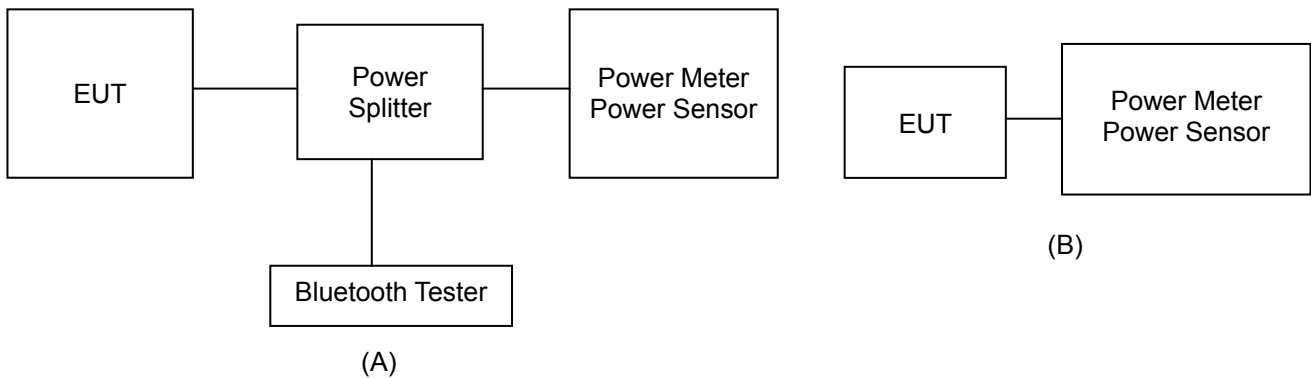 EUT
Power
Splitter
Power Meter
Power Sensor
Bluetooth Tester
(A)
EUT
Power Meter
Power Sensor
(B)